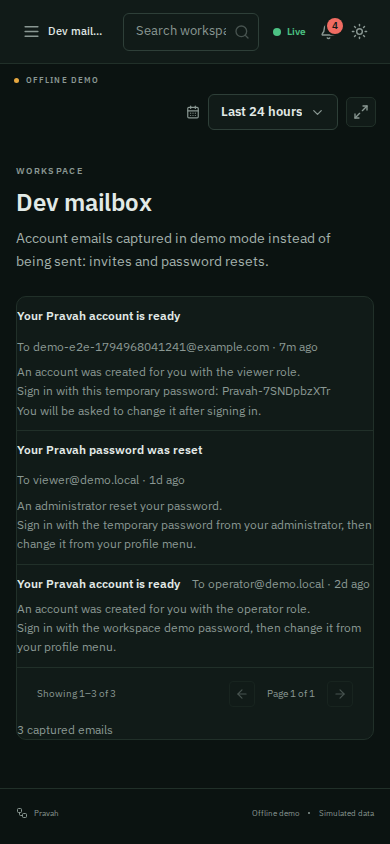 Dev mail...
Search workspa
Live
4
OFFLINE DEMO
Last 24 hours
WORKSPACE
Dev mailbox
Account emails captured in demo mode instead of
being sent: invites and password resets.
Your Pravah account is ready
To demo-e2e-1794968041241@example.com · 7m ago
An account was created for you with the viewer role.
Sign in with this temporary password: Pravah-7SNDpbzXTr
You will be asked to change it after signing in.
Your Pravah password was reset
To viewer@demo.local · 1d ago
An administrator reset your password.
Sign in with the temporary password from your administrator, then
change it from your profile menu.
Your Pravah account is ready To operator@demo.local · 2d ago
An account was created for you with the operator role.
Sign in with the workspace demo password, then change it from
your profile menu.
Showing 1–3 of 3 Page 1 of 1
3 captured emails
Pravah Offline demo • Simulated data